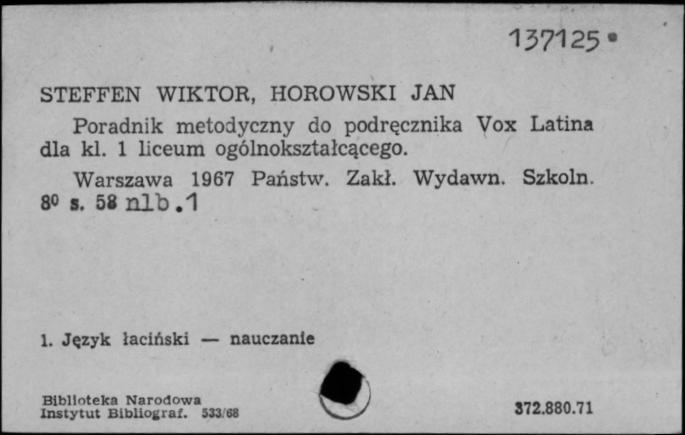 137125
STEFFEN WIKTOR, HOROWSKI JAN
Poradnik metodyczny do podręcznika Vox Latina
dla kl. 1 liceum ogólnokształcącego.
Warszawa 1967 Państw. Zakł. Wydawn. Szkoln.
8⁰ s. 58 nlb.1
1. Język łaciński — nauczanie
Biblioteka Narodowa
Instytut Bibliograf. 533/68
372.880.71